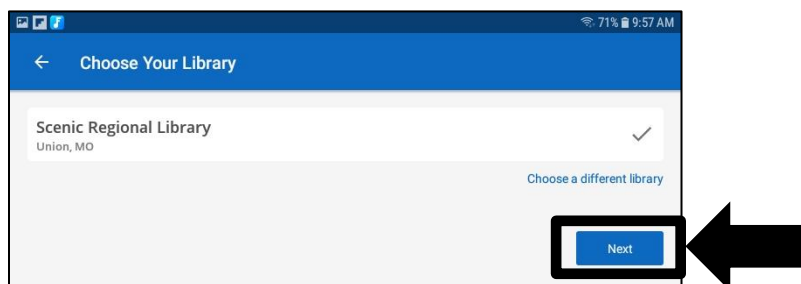 71% 9:57 AM
Choose Your Library
Scenic Regional Library
Union, MO
Choose a different library
Next